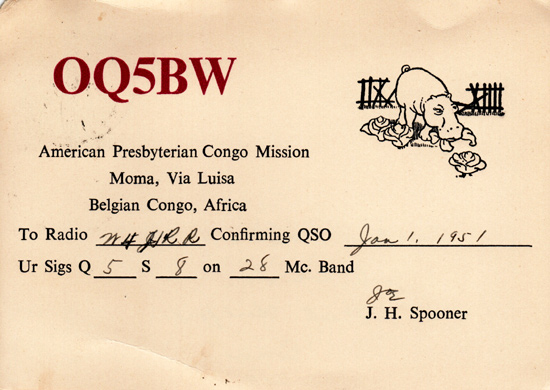 OQ5BW
American Presbyterian Congo Mission
Moma, Via Luisa
Belgian Congo, Africa
To Radio Confirming QSO Jan 1, 1951
Ur Sigs Q 5 S 8 on 28 Mc. Band
J. H. Spooner